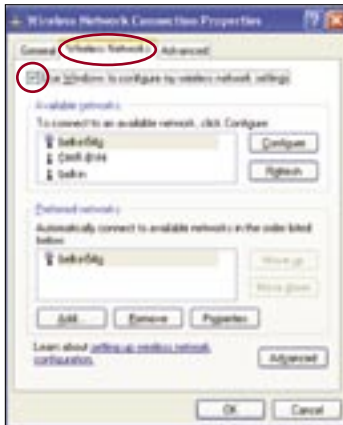 Wireless Network Connection Properties
General Wireless Networks Advanced
Use Windows to configure my wireless network settings
Available networks
To connect to an available network, click Configure
belkin54g
belkin
Configure
Refresh
Preferred networks
Automatically connect to available networks in the order listed
below:
belkin54g
Move up
Move down
Add... Remove Properties
Learn about setting up wireless network
configuration.
Advanced
OK Cancel